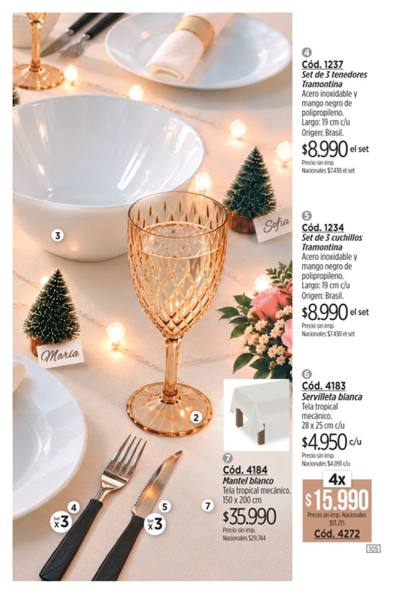 4
Cód. 1237
Set de 3 tenedores
Tramontina
Acero inoxidable y
mango negro de
polipropileno.
Largo: 19 cm c/u
Origen: Brasil.
$8.990 el set
Precio sin imp.
Nacionales $7.430 el set
5
Cód. 1234
Set de 3 cuchillos
Tramontina
Acero inoxidable y
mango negro de
polipropileno.
Largo: 19 cm c/u
Origen: Brasil.
$8.990 el set
Precio sin imp.
Nacionales $7.430 el set
6
Cód. 4183
Servilleta blanca
Tela tropical
mecánico.
28 x 25 cm c/u
$4.950 c/u
Precio sin imp.
Nacionales $4.091 c/u
4x
$15.990
Precio sin imp. Nacionales
$13.215
Cód. 4272
105
7
Cód. 4184
Mantel blanco
Tela tropical mecánico.
150 x 200 cm
$35.990
Precio sin imp.
Nacionales $29.744
3
Sofia
María
2
4
Set
x3
5
Set
x3
7